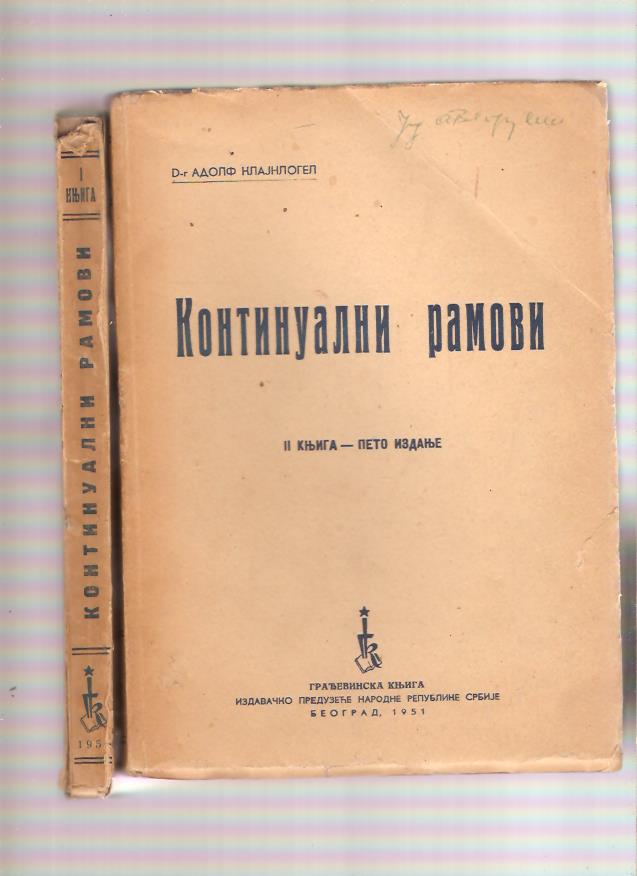 I
КЊИГА
КОНТИНУАЛНИ РАМОВИ
195
D-r АДОЛФ КЛАЈНЛОГЕЛ
Континуални рамови
II КЊИГА — ПЕТО ИЗДАЊЕ
ГРАЂЕВИНСКА КЊИГА
ИЗДАВАЧКО ПРЕДУЗЕЋЕ НАРОДНЕ РЕПУБЛИКЕ СРБИЈЕ
БЕОГРАД, 1951